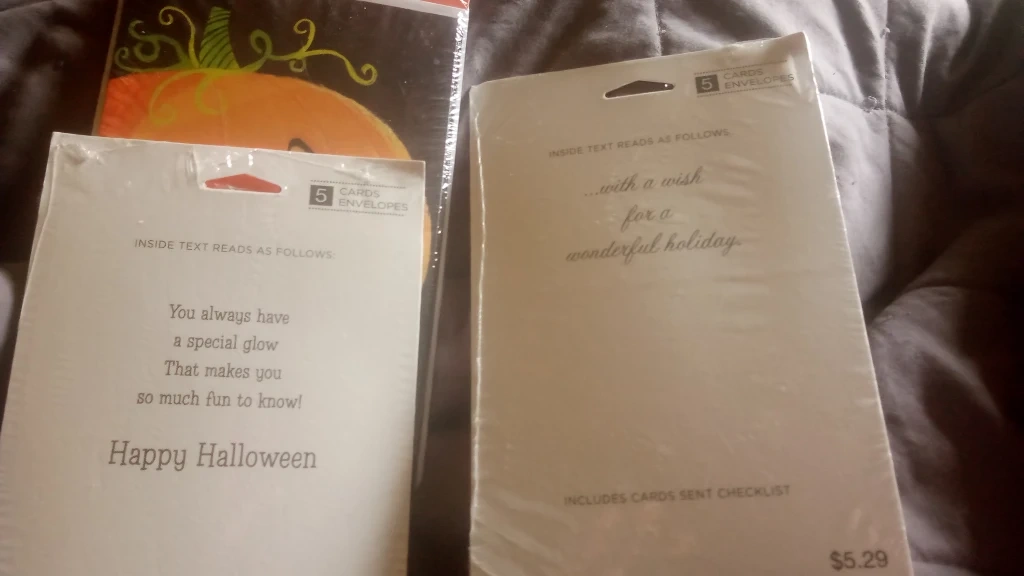 5 CARDS
ENVELOPES
INSIDE TEXT READS AS FOLLOWS:
You always have
a special glow
That makes you
so much fun to know!
Happy Halloween
5 CARDS
ENVELOPES
INSIDE TEXT READS AS FOLLOWS:
...with a wish
for a
wonderful holiday.
INCLUDES CARDS SENT CHECKLIST
$5.29